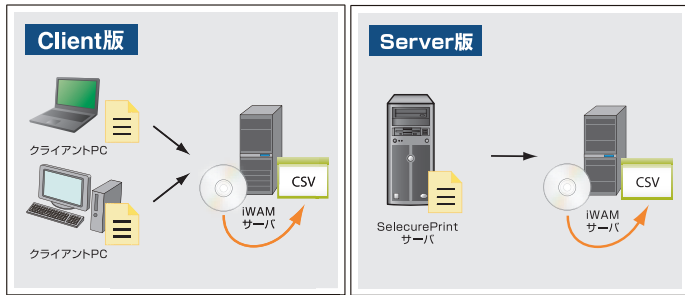 Client版
クライアントPC
クライアントPC
CSV
iWAM
サーバ
Server版
SelecurePrint
サーバ
CSV
iWAM
サーバ